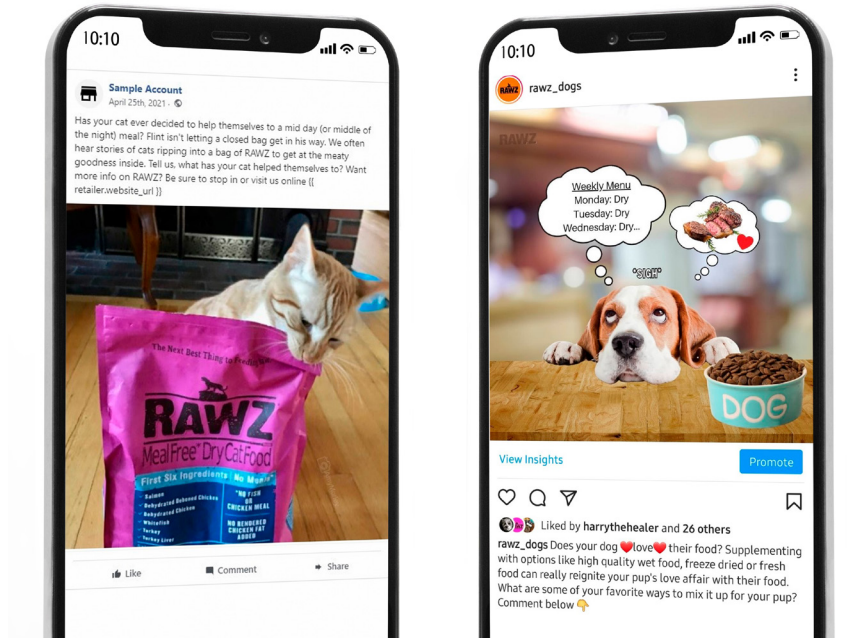 10:10
Sample Account
April 25th, 2021 ·
Has your cat ever decided to help themselves to a mid day (or middle of
the night) meal? Flint isn't letting a closed bag get in his way. We often
hear stories of cats ripping into a bag of RAWZ to get at the meaty
goodness inside. Tell us, what has your cat helped themselves to? Want
more info on RAWZ? Be sure to stop in or visit us online {{
retailer.website_url }}
The Next Best Thing to Feeding
RAWZ
Meal Free™ Dry Cat Food
First Six Ingredients
No Meals
- Salmon
- Dehydrated Deboned Chicken
- Dehydrated Chicken
- Whitefish
- Turkey
- Turkey Liver
*NO FISH
OR
CHICKEN MEAL
NO RENDERED
CHICKEN FAT
ADDED
Like
Comment
Share
10:10
RAWZ
rawz_dogs
RAWZ
Weekly Menu
Monday: Dry
Tuesday: Dry
Wednesday: Dry...
*SIGH*
DOG
View Insights
Promote
Liked by harrythehealer and 26 others
rawz_dogs Does your dog ❤️love❤️ their food? Supplementing
with options like high quality wet food, freeze dried or fresh
food can really reignite your pup's love affair with their food.
What are some of your favorite ways to mix it up for your pup?
Comment below 👇